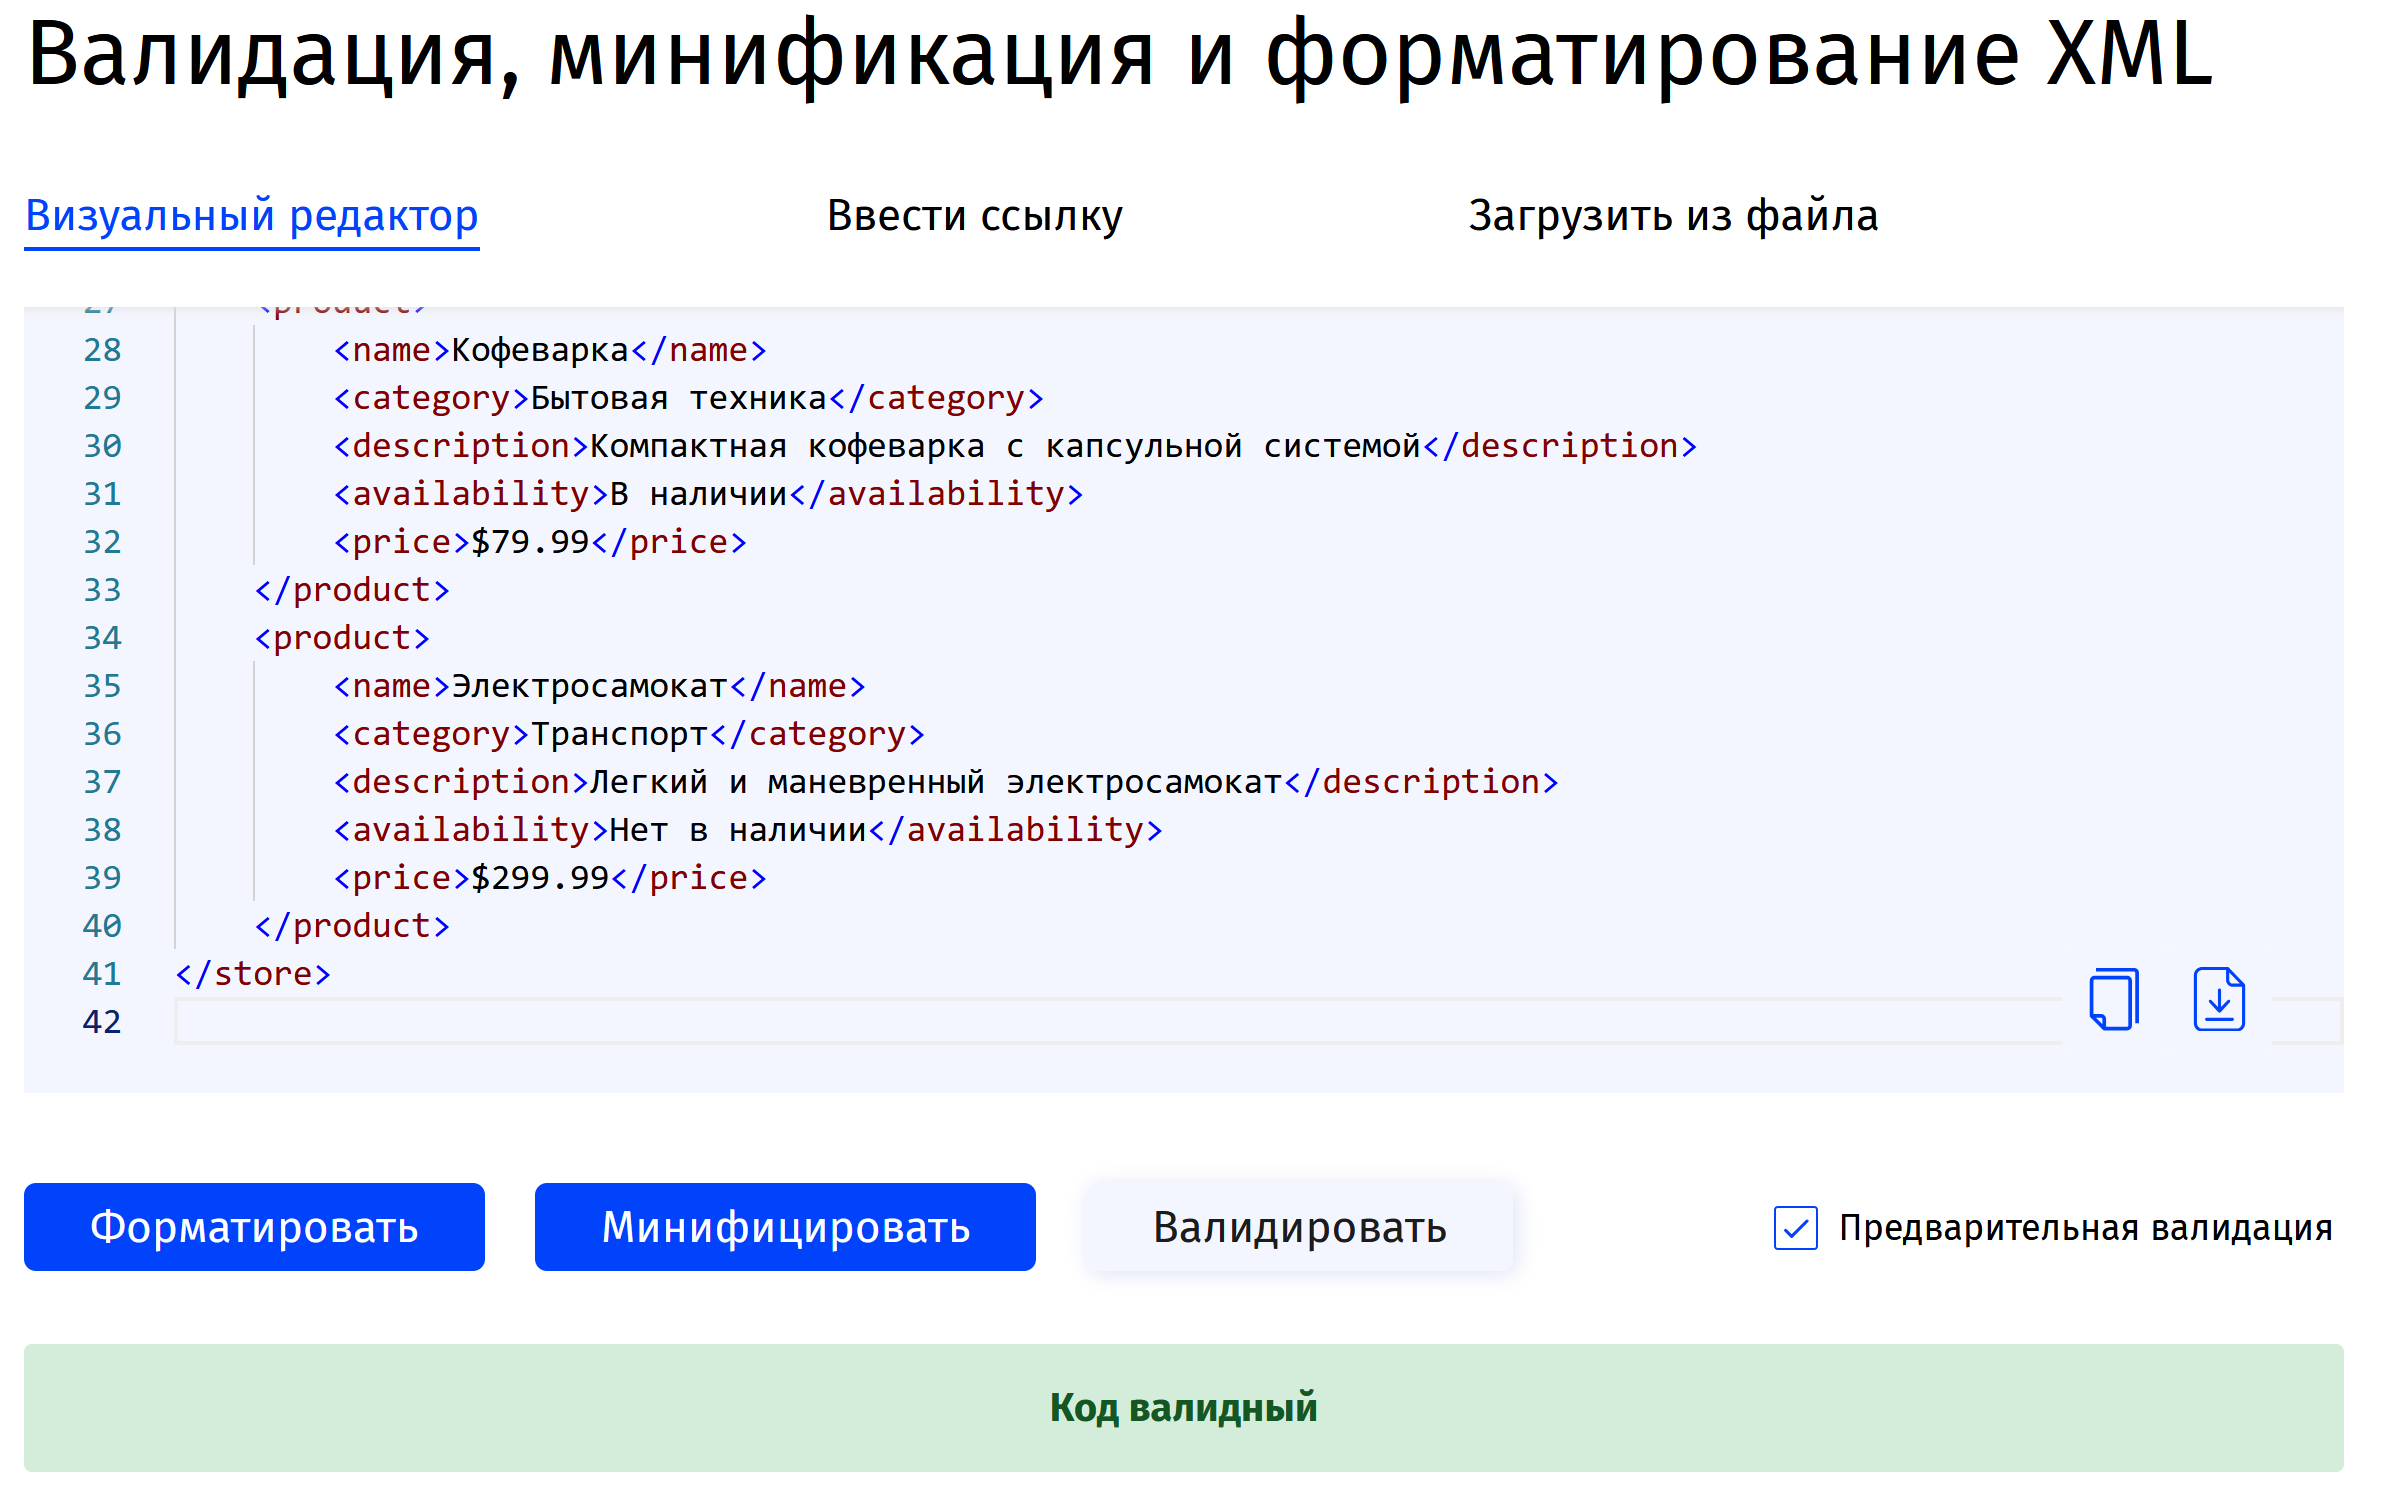 Валидация, минификация и форматирование XML
Визуальный редактор
Ввести ссылку
Загрузить из файла
27 <product>
28 <name>Кофеварка</name>
29 <category>Бытовая техника</category>
30 <description>Компактная кофеварка с капсульной системой</description>
31 <availability>В наличии</availability>
32 <price>$79.99</price>
33 </product>
34 <product>
35 <name>Электросамокат</name>
36 <category>Транспорт</category>
37 <description>Легкий и маневренный электросамокат</description>
38 <availability>Нет в наличии</availability>
39 <price>$299.99</price>
40 </product>
41 </store>
42
Форматировать
Минифицировать
Валидировать
Предварительная валидация
Код валидный